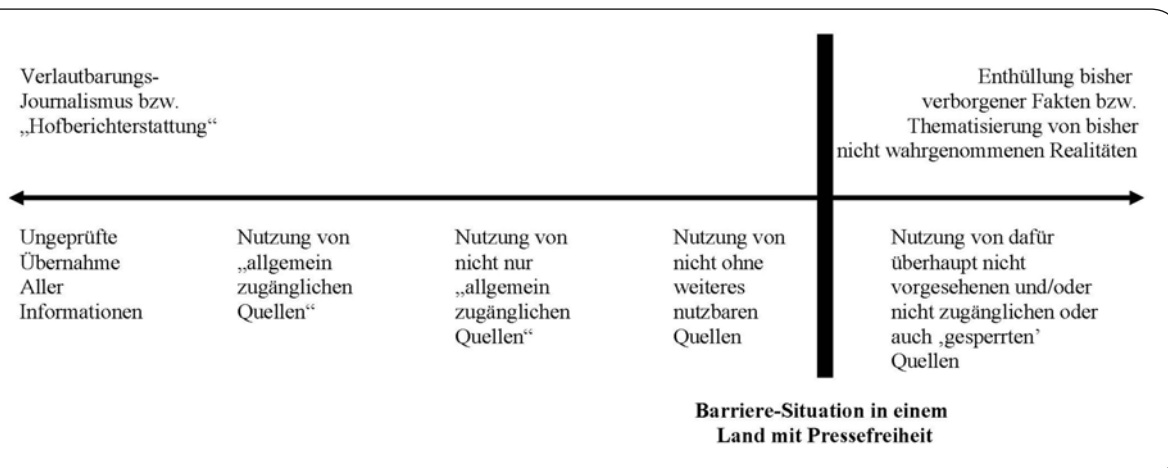 Verlautbarungs-
Journalismus bzw.
„Hofberichterstattung“
Enthüllung bisher
verborgener Fakten bzw.
Thematisierung von bisher
nicht wahrgenommenen Realitäten
Ungeprüfte
Übernahme
Aller
Informationen
Nutzung von
„allgemein
zugänglichen
Quellen“
Nutzung von
nicht nur
„allgemein
zugänglichen
Quellen“
Nutzung von
nicht ohne
weiteres
nutzbaren
Quellen
Nutzung von dafür
überhaupt nicht
vorgesehenen und/oder
nicht zugänglichen oder
auch ‚gesperrten’
Quellen
Barriere-Situation in einem
Land mit Pressefreiheit